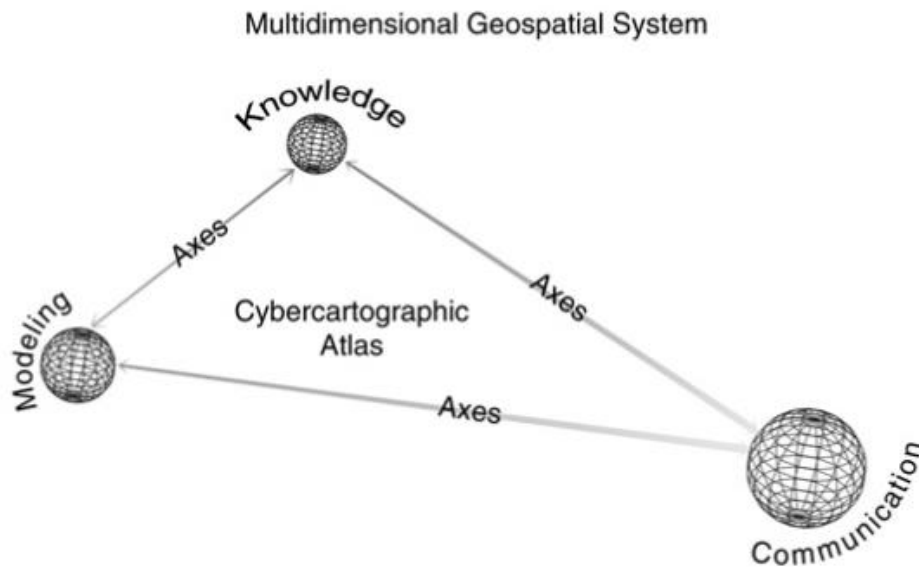 Multidimensional Geospatial System
Knowledge
Axes
Axes
Modeling
Cybercartographic
Atlas
Axes
Communication